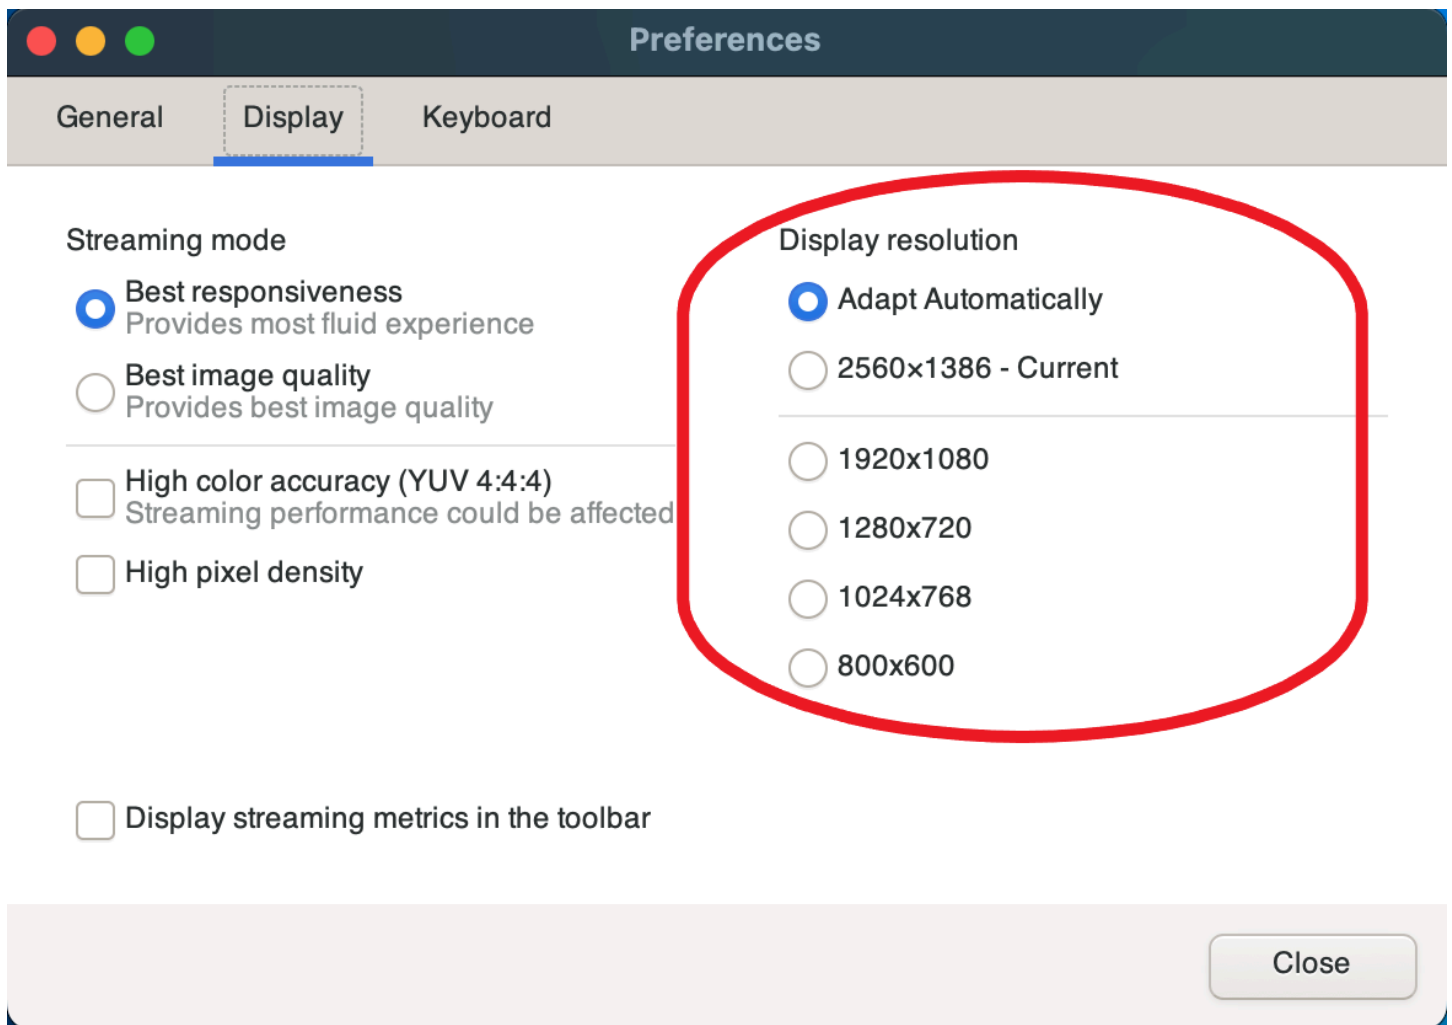 Preferences
General
Display
Keyboard
Streaming mode
Best responsiveness
Provides most fluid experience
Best image quality
Provides best image quality
High color accuracy (YUV 4:4:4)
Streaming performance could be affected
High pixel density
Display resolution
Adapt Automatically
2560×1386 - Current
1920x1080
1280x720
1024x768
800x600
Display streaming metrics in the toolbar
Close